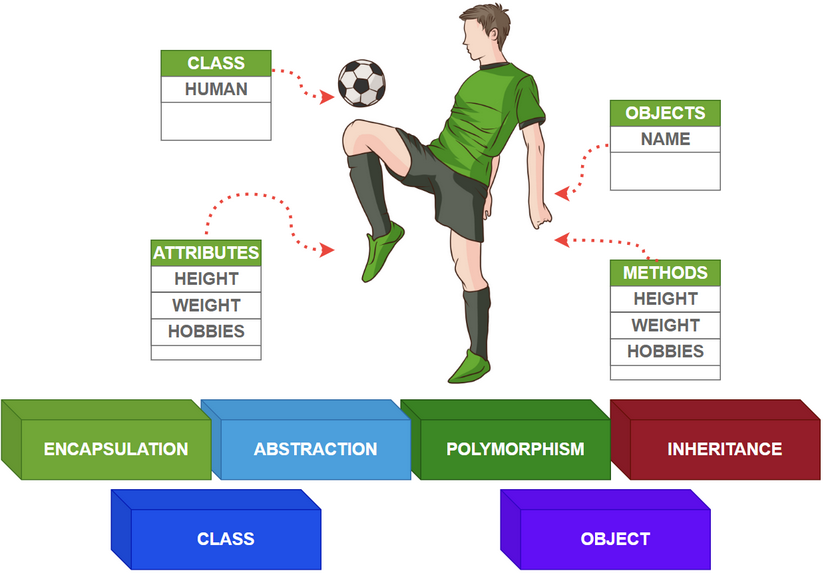 CLASS
HUMAN
OBJECTS
NAME
ATTRIBUTES
HEIGHT
WEIGHT
HOBBIES
METHODS
HEIGHT
WEIGHT
HOBBIES
ENCAPSULATION
ABSTRACTION
POLYMORPHISM
INHERITANCE
CLASS
OBJECT